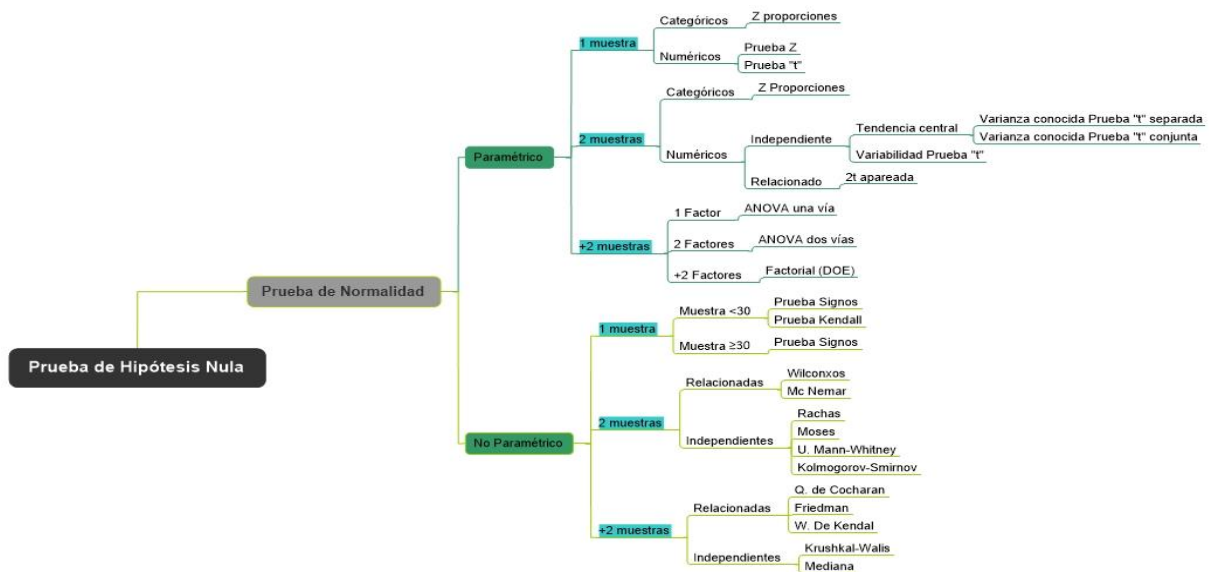 Prueba de Hipótesis Nula
Prueba de Normalidad
Paramétrico
1 muestra
Categóricos
Z proporciones
Numéricos
Prueba Z
Prueba "t"
2 muestras
Categóricos
Z Proporciones
Numéricos
Independiente
Tendencia central
Varianza conocida Prueba "t" separada
Varianza conocida Prueba "t" conjunta
Variabilidad Prueba "t"
Relacionado
2t apareada
+2 muestras
1 Factor
ANOVA una vía
2 Factores
ANOVA dos vías
+2 Factores
Factorial (DOE)
No Paramétrico
1 muestra
Muestra <30
Prueba Signos
Prueba Kendall
Muestra ≥30
Prueba Signos
2 muestras
Relacionadas
Wilconxos
Mc Nemar
Independientes
Rachas
Moses
U. Mann-Whitney
Kolmogorov-Smirnov
+2 muestras
Relacionadas
Q. de Cocharan
Friedman
W. De Kendal
Independientes
Krushkal-Walis
Mediana